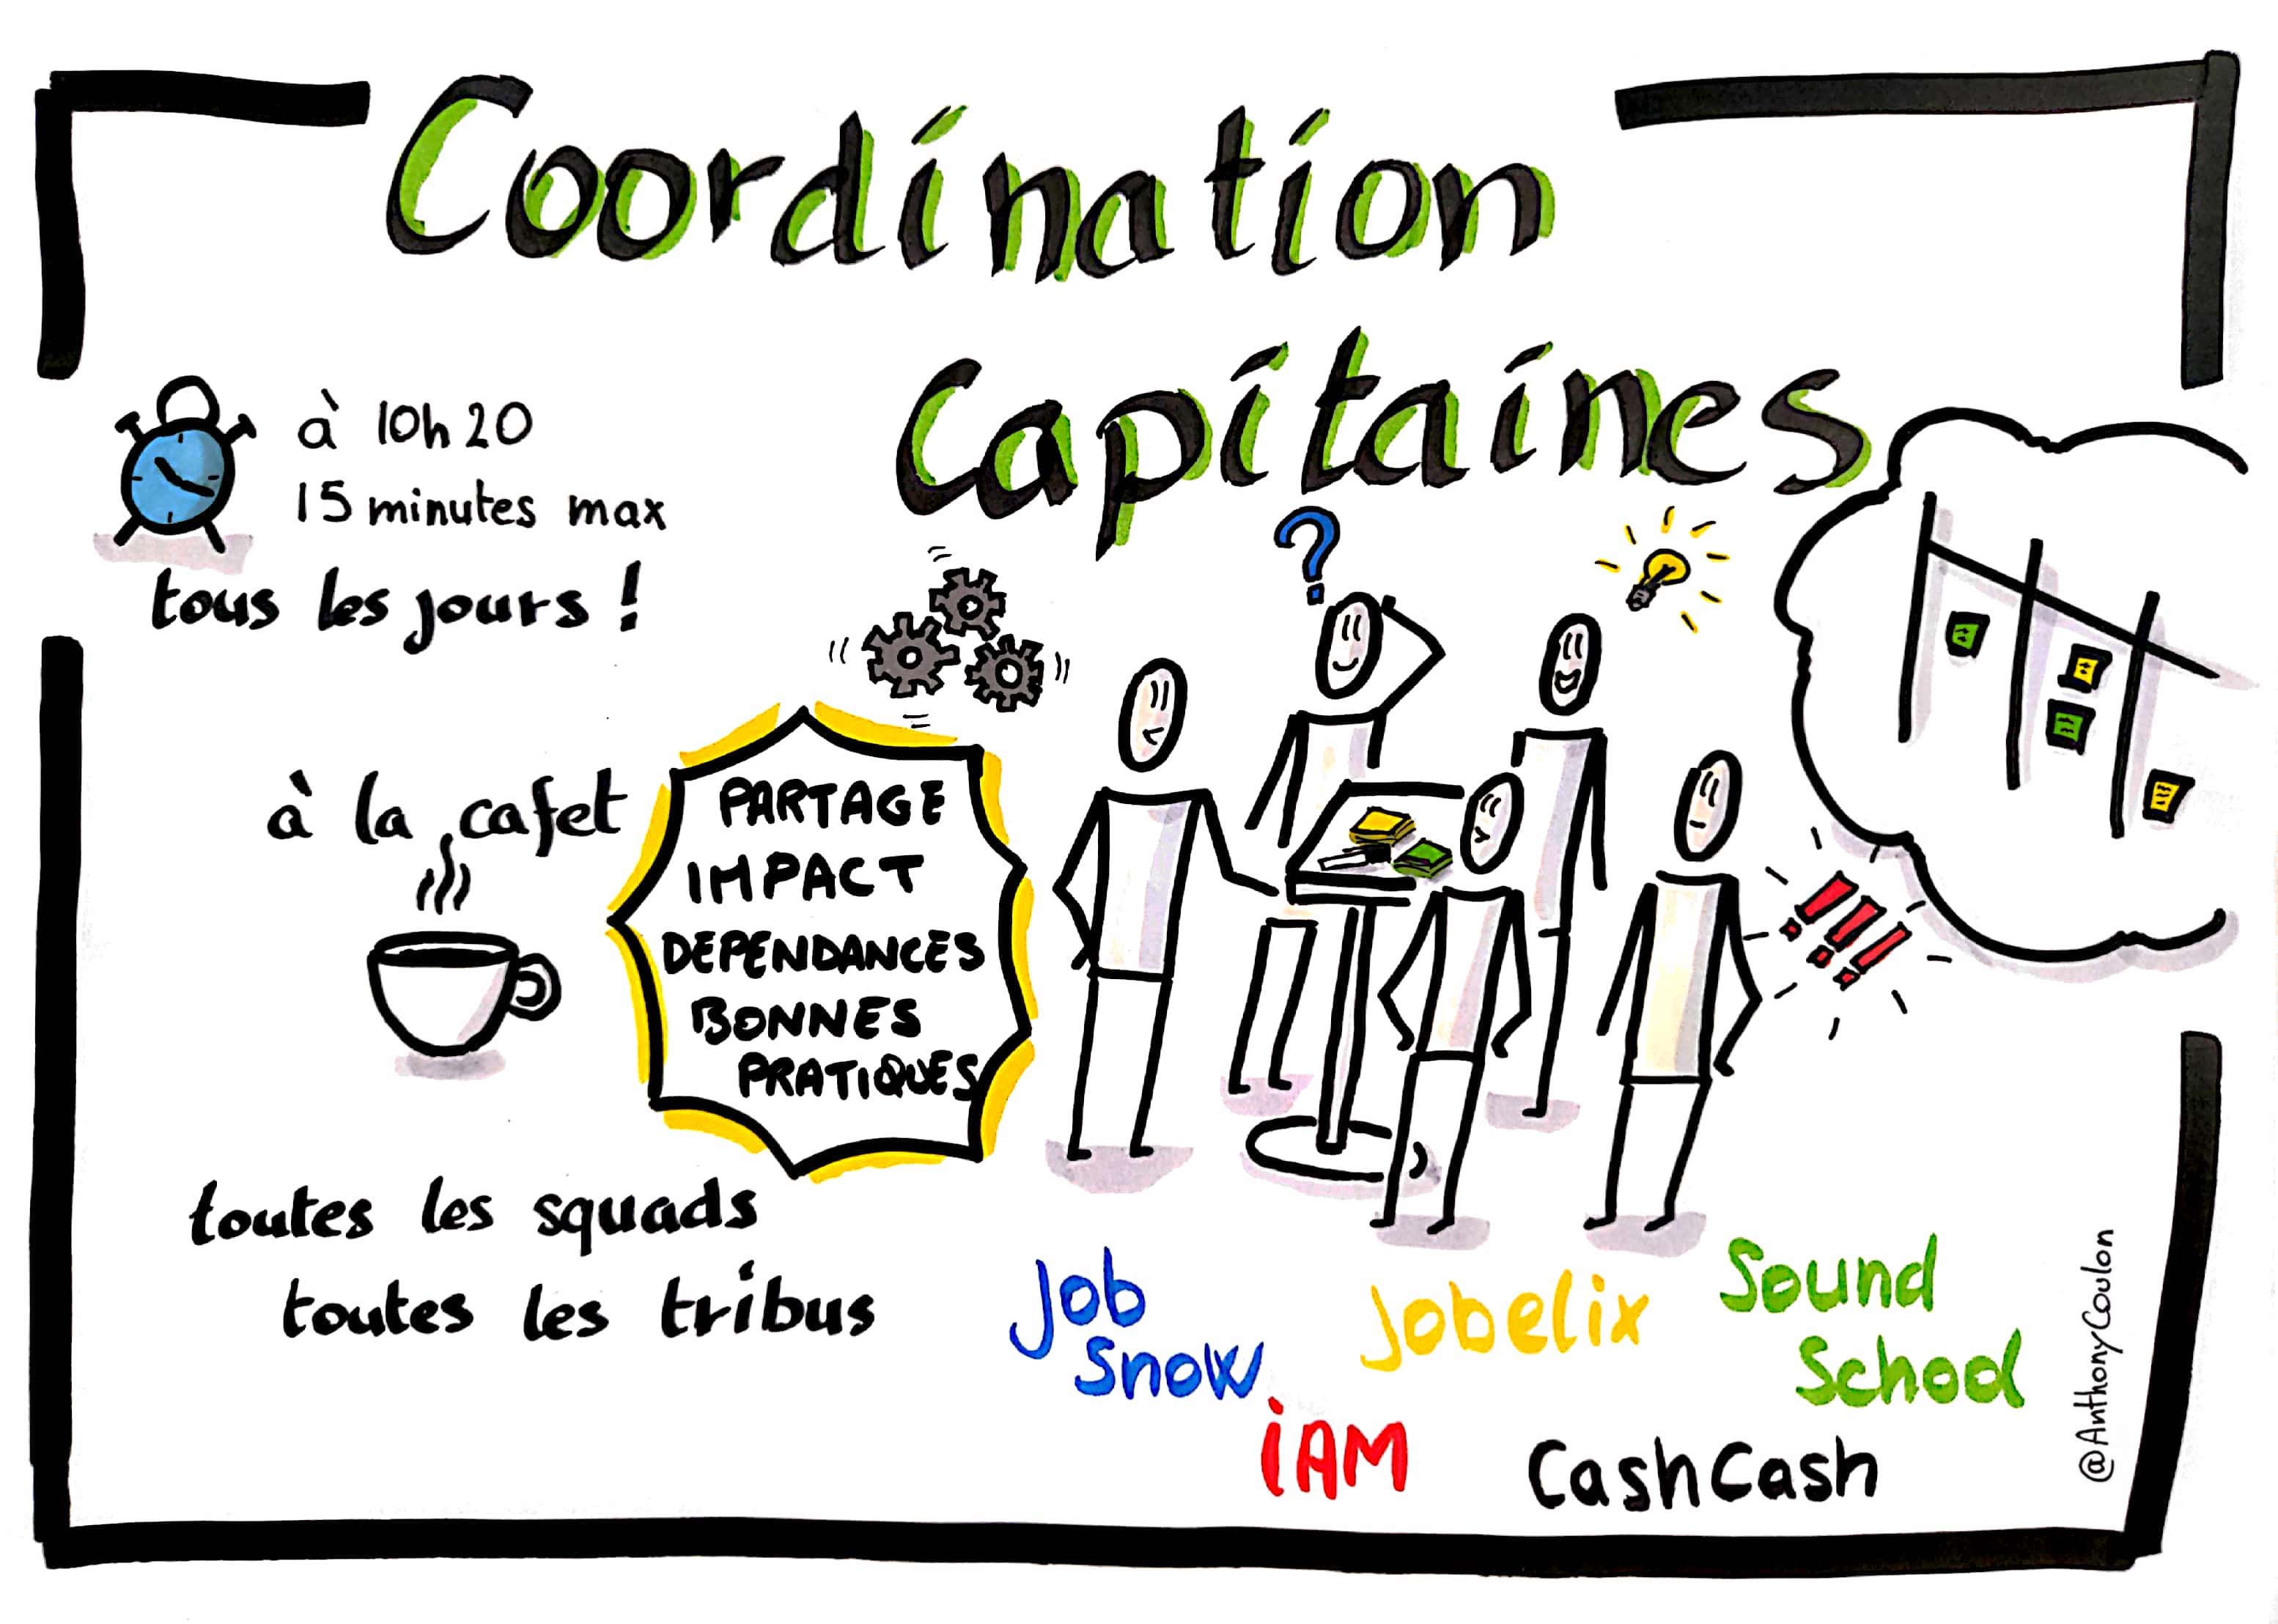 Coordination
Capitaines
à 10h20
15 minutes max
tous les jours !
à la cafet
PARTAGE
IMPACT
DEPENDANCES
BONNES
PRATIQUES
toutes les squads
toutes les tribus
Job
Snow
Jobelix
Sound
School
iAM
CashCash
@AnthonyCoulon